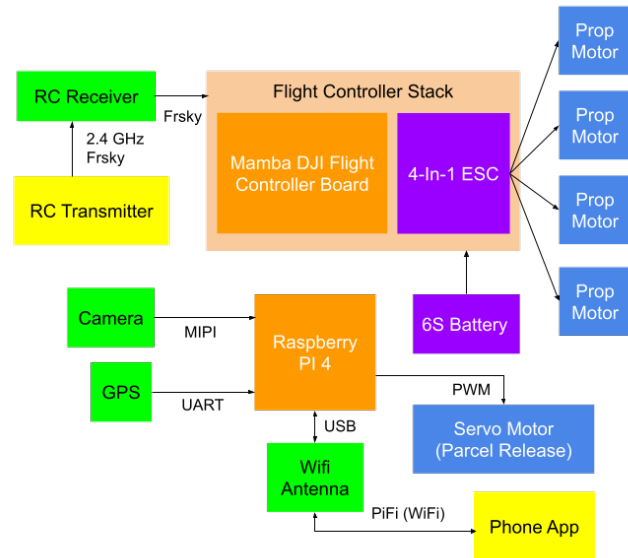 Prop
Motor
RC Receiver
Frsky
Flight Controller Stack
2.4 GHz
Frsky
Mamba DJI Flight
Controller Board
4-In-1 ESC
Prop
Motor
RC Transmitter
Prop
Motor
Prop
Motor
Camera
MIPI
Raspberry
PI 4
6S Battery
GPS
UART
PWM
USB
Servo Motor
(Parcel Release)
Wifi
Antenna
PiFi (WiFi)
Phone App